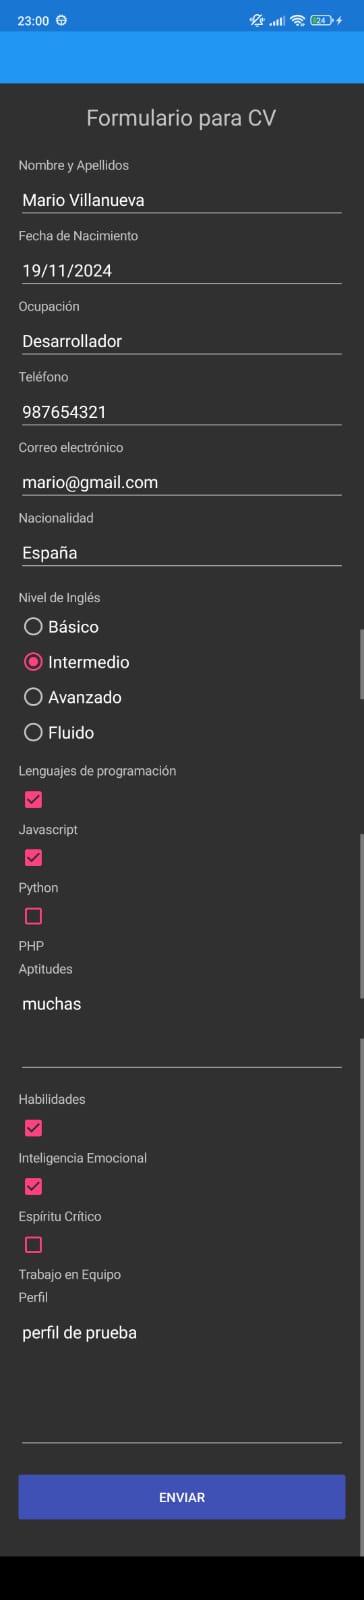 23:00
24
Formulario para CV
Nombre y Apellidos
Mario Villanueva
Fecha de Nacimiento
19/11/2024
Ocupación
Desarrollador
Teléfono
987654321
Correo electrónico
mario@gmail.com
Nacionalidad
España
Nivel de Inglés
Básico
Intermedio
Avanzado
Fluido
Lenguajes de programación
Javascript
Python
PHP
Aptitudes
muchas
Habilidades
Inteligencia Emocional
Espíritu Crítico
Trabajo en Equipo
Perfil
perfil de prueba
ENVIAR